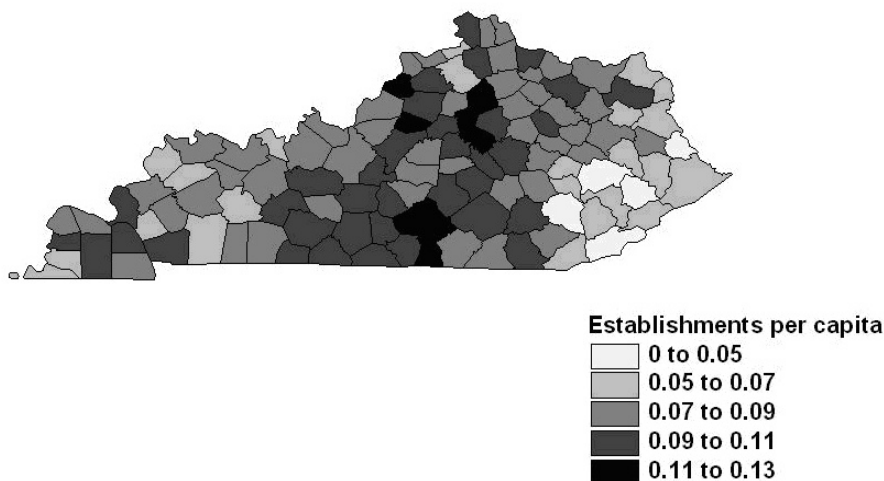 Establishments per capita
0 to 0.05
0.05 to 0.07
0.07 to 0.09
0.09 to 0.11
0.11 to 0.13